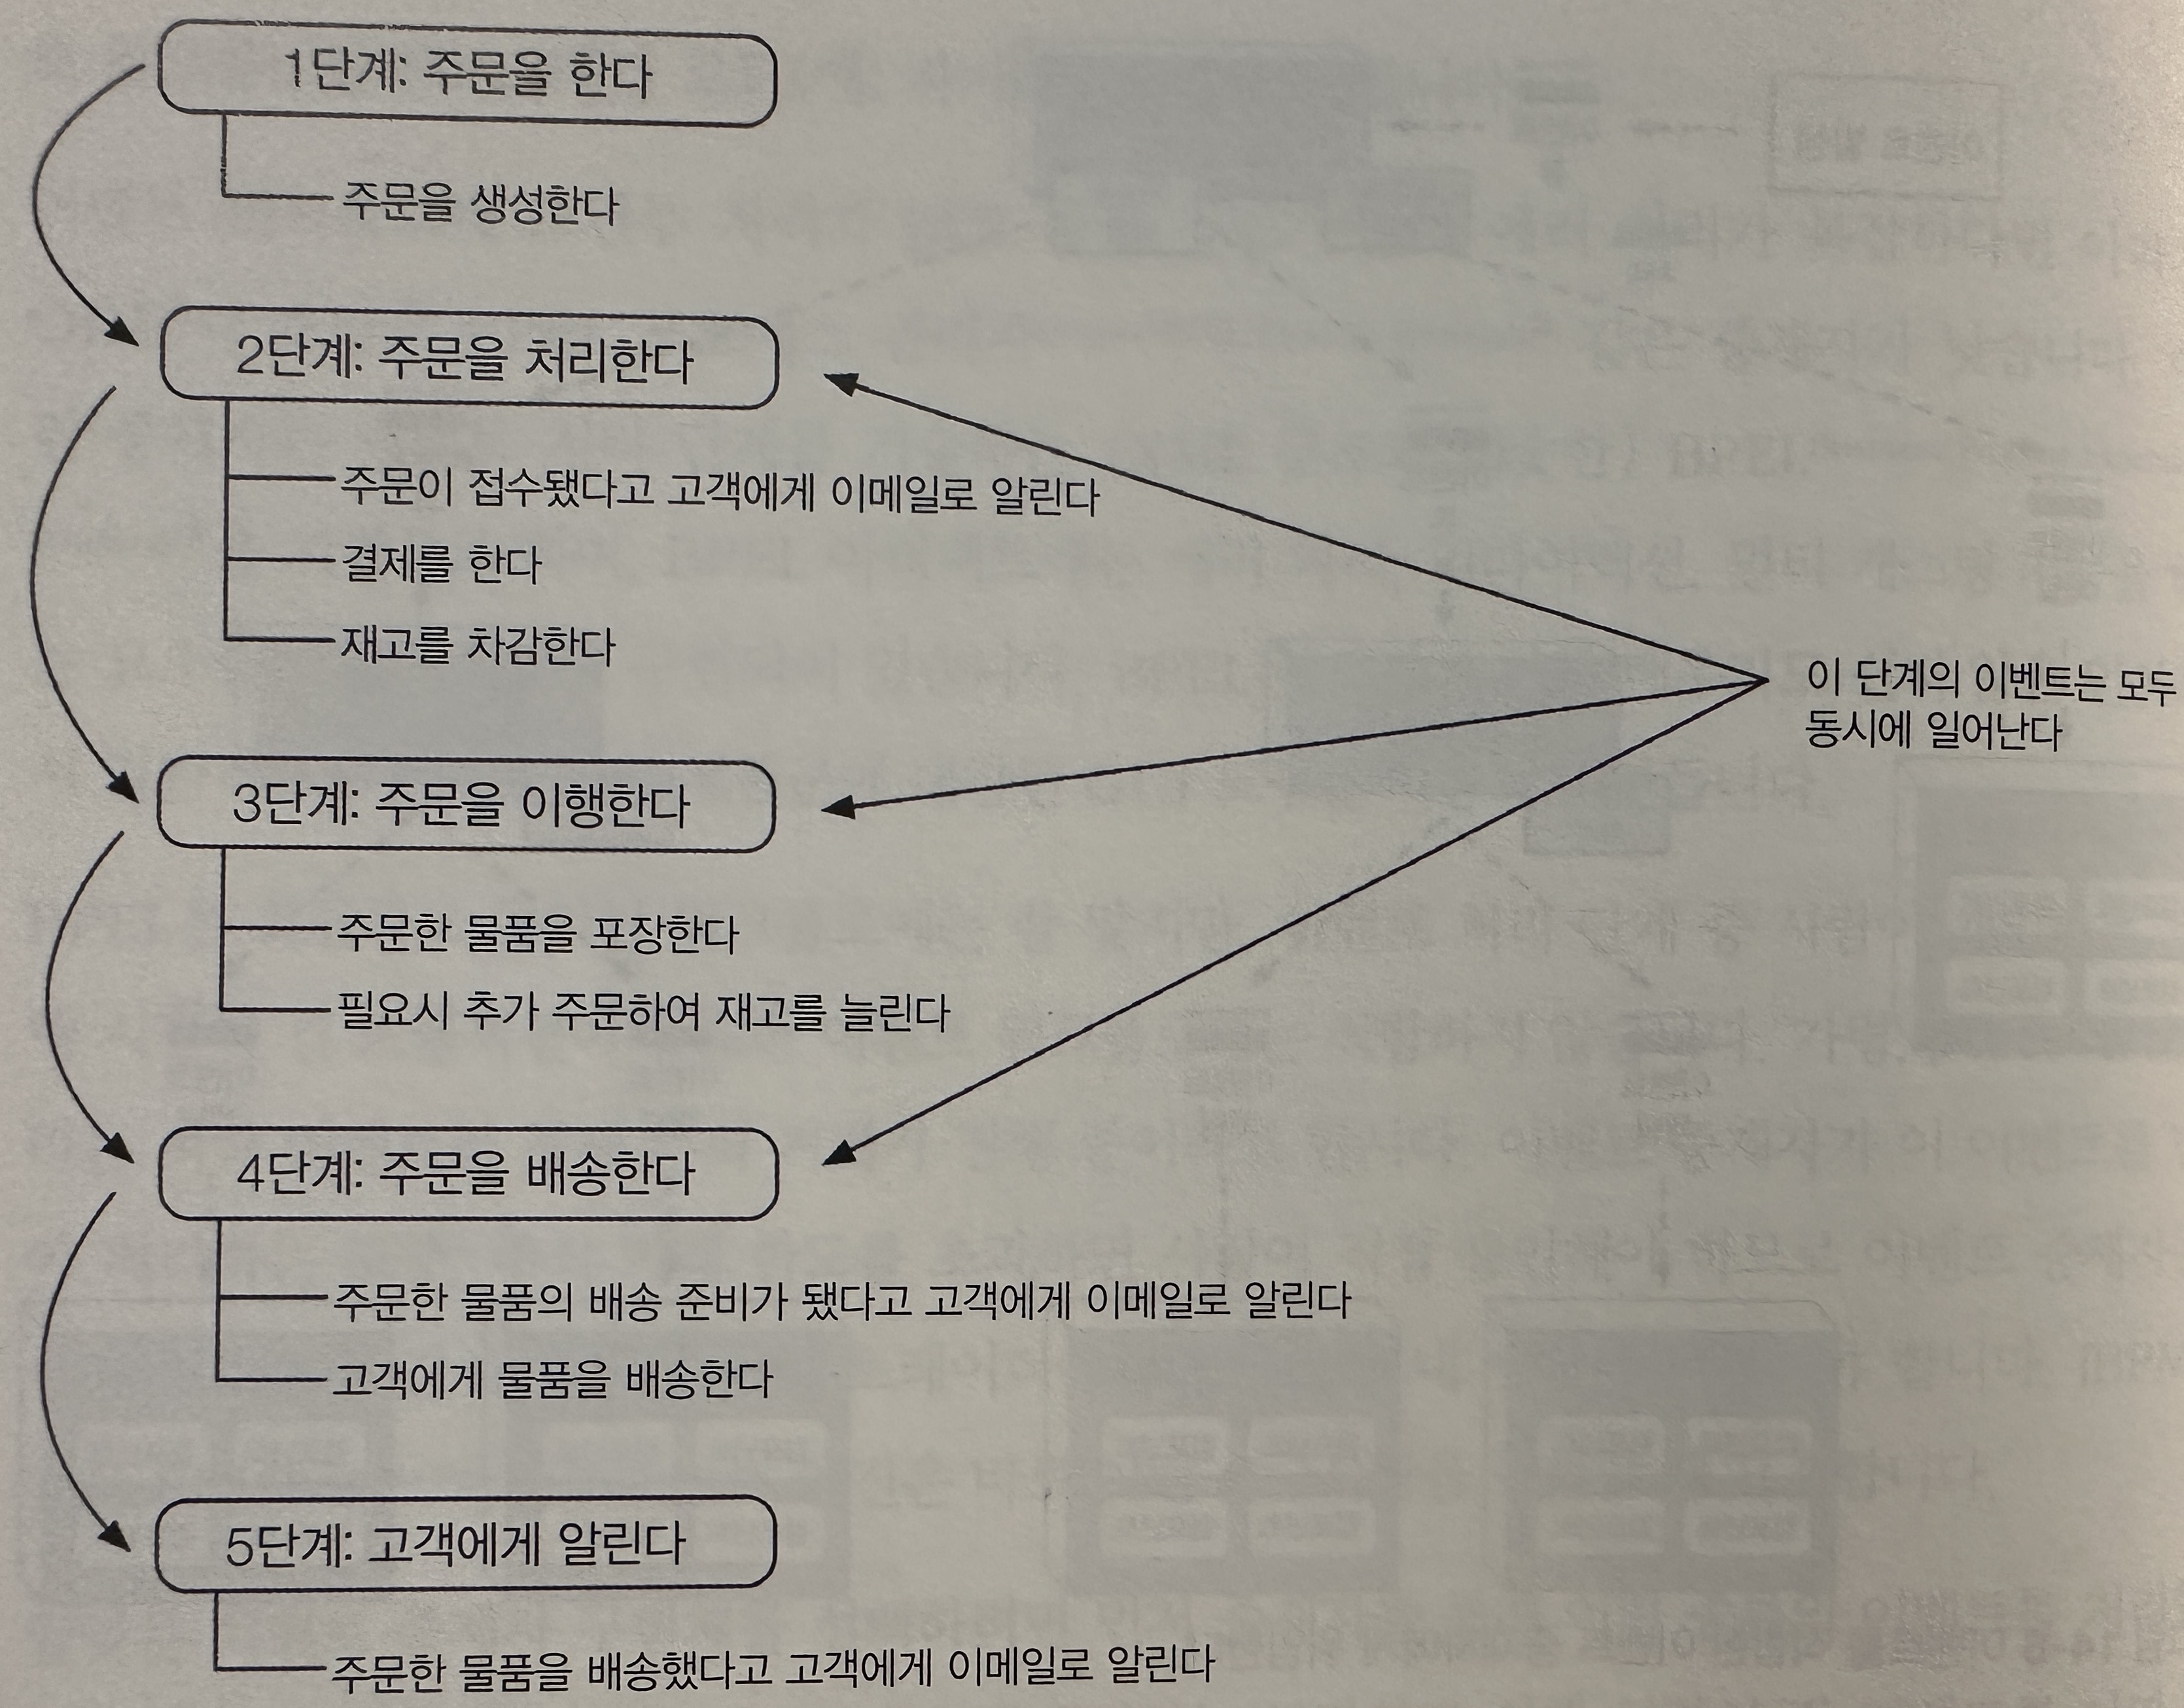 1단계: 주문을 한다
주문을 생성한다
2단계: 주문을 처리한다
주문이 접수됐다고 고객에게 이메일로 알린다
결제를 한다
재고를 차감한다
이 단계의 이벤트는 모두
동시에 일어난다
3단계: 주문을 이행한다
주문한 물품을 포장한다
필요시 추가 주문하여 재고를 늘린다
4단계: 주문을 배송한다
주문한 물품의 배송 준비가 됐다고 고객에게 이메일로 알린다
고객에게 물품을 배송한다
5단계: 고객에게 알린다
주문한 물품을 배송했다고 고객에게 이메일로 알린다